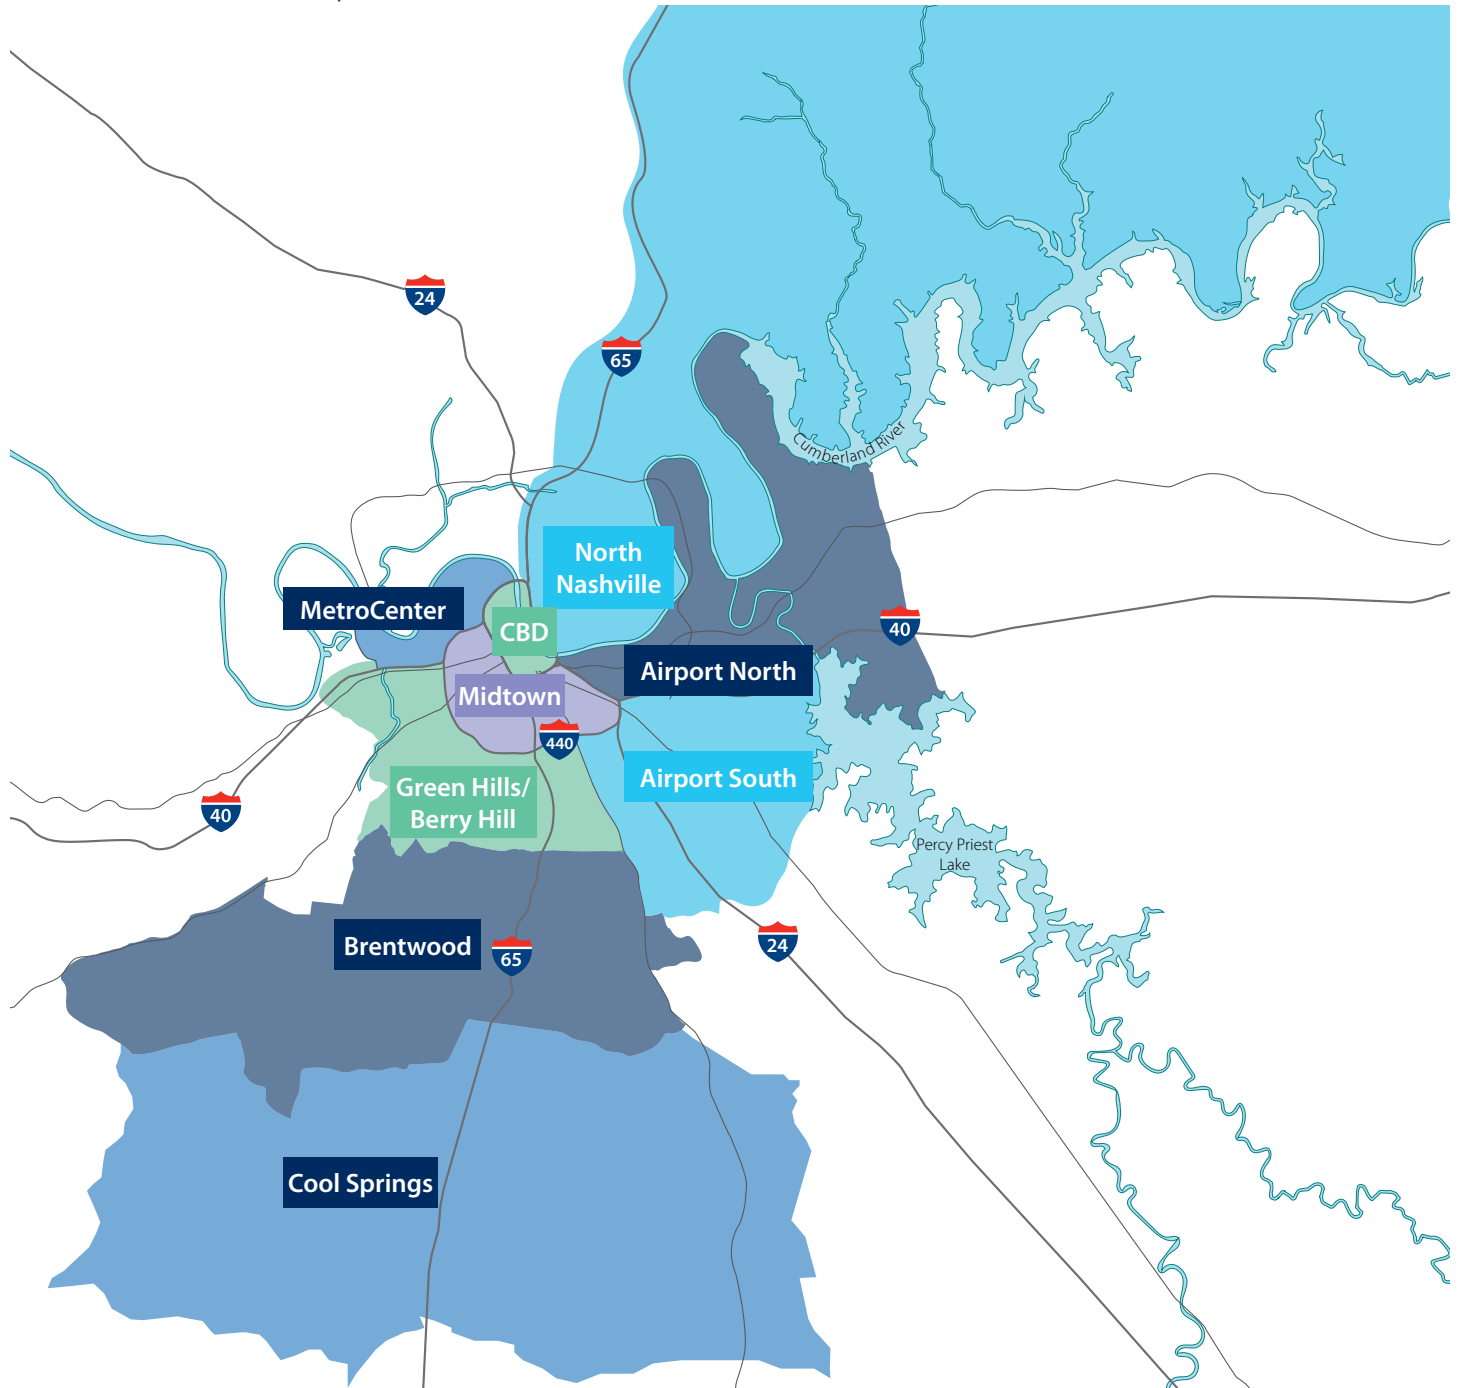 24
65
Cumberland River
North
Nashville
MetroCenter
CBD
40
Airport North
Midtown
440
Airport South
Green Hills/
Berry Hill
40
Percy Priest
Lake
Brentwood
65
24
Cool Springs